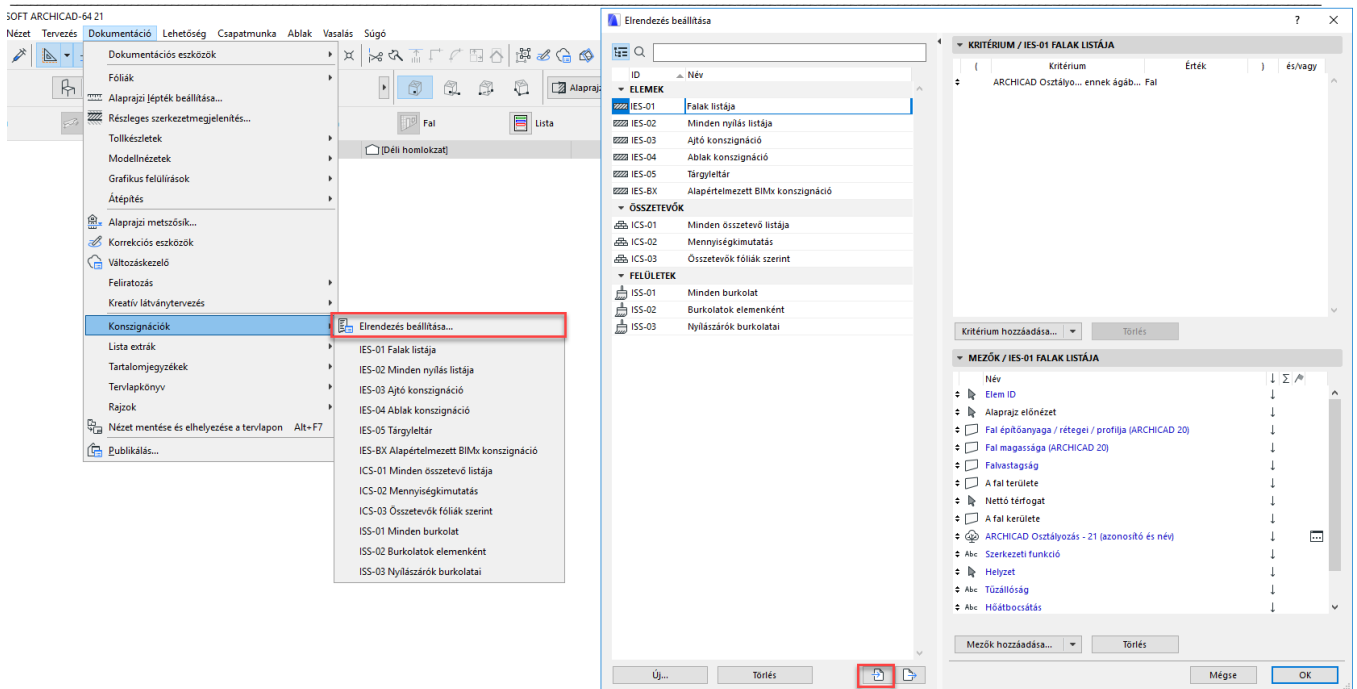 SOFT ARCHICAD-64 21
Nézet Tervezés Dokumentáció Lehetőség Csapatmunka Ablak Vasalás Súgó
Dokumentációs eszközök
Fóliák
Alaprajzi lépték beállítása...
Részleges szerkezetmegjelenítés...
Tollkészletek
Modellnézetek
Grafikus felülírások
Átépítés
Alaprajzi metszősík...
Korrekciós eszközök
Változáskezelő
Feliratozás
Kreatív látványtervezés
Konszignációk
Lista extrák
Tartalomjegyzékek
Tervlapkönyv
Rajzok
Nézet mentése és elhelyezése a tervlapon Alt+F7
Publikálás...
Alaprajz
Fal
Lista
[Déli homlokzat]
Elrendezés beállítása...
IES-01 Falak listája
IES-02 Minden nyílás listája
IES-03 Ajtó konszignáció
IES-04 Ablak konszignáció
IES-05 Tárgyleltár
IES-BX Alapértelmezett BIMx konszignáció
ICS-01 Minden összetevő listája
ICS-02 Mennyiségkimutatás
ICS-03 Összetevők fóliák szerint
ISS-01 Minden burkolat
ISS-02 Burkolatok elemenként
ISS-03 Nyílászárók burkolatai
Elrendezés beállítása ? ×
ID Név
ELEMEK
IES-01 Falak listája
IES-02 Minden nyílás listája
IES-03 Ajtó konszignáció
IES-04 Ablak konszignáció
IES-05 Tárgyleltár
IES-BX Alapértelmezett BIMx konszignáció
ÖSSZETEVŐK
ICS-01 Minden összetevő listája
ICS-02 Mennyiségkimutatás
ICS-03 Összetevők fóliák szerint
FELÜLETEK
ISS-01 Minden burkolat
ISS-02 Burkolatok elemenként
ISS-03 Nyílászárók burkolatai
Új... Törlés
KRITÉRIUM / IES-01 FALAK LISTÁJA
( Kritérium Érték ) és/vagy
ARCHICAD Osztályo... ennek ágáb... Fal
Kritérium hozzáadása... Törlés
MEZŐK / IES-01 FALAK LISTÁJA
Név ↓ Σ
Elem ID
Alaprajz előnézet
Fal építőanyaga / rétegei / profilja (ARCHICAD 20)
Fal magassága (ARCHICAD 20)
Falvastagság
A fal területe
Nettó térfogat
A fal kerülete
ARCHICAD Osztályozás - 21 (azonosító és név)
Abc Szerkezeti funkció
Helyzet
Abc Tűzállóság
Abc Hőátbocsátás
Mezők hozzáadása... Törlés
Mégse OK